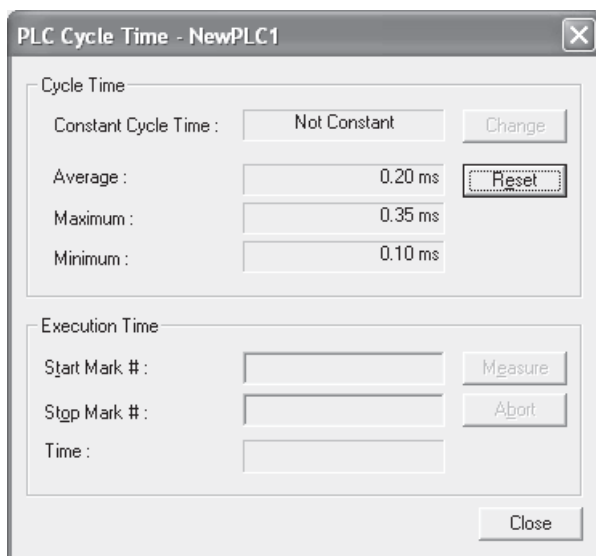 PLC Cycle Time - NewPLC1
Cycle Time
Constant Cycle Time : Not Constant Change
Average : 0.20 ms Reset
Maximum : 0.35 ms
Minimum : 0.10 ms
Execution Time
Start Mark # : Measure
Stop Mark # : Abort
Time :
Close